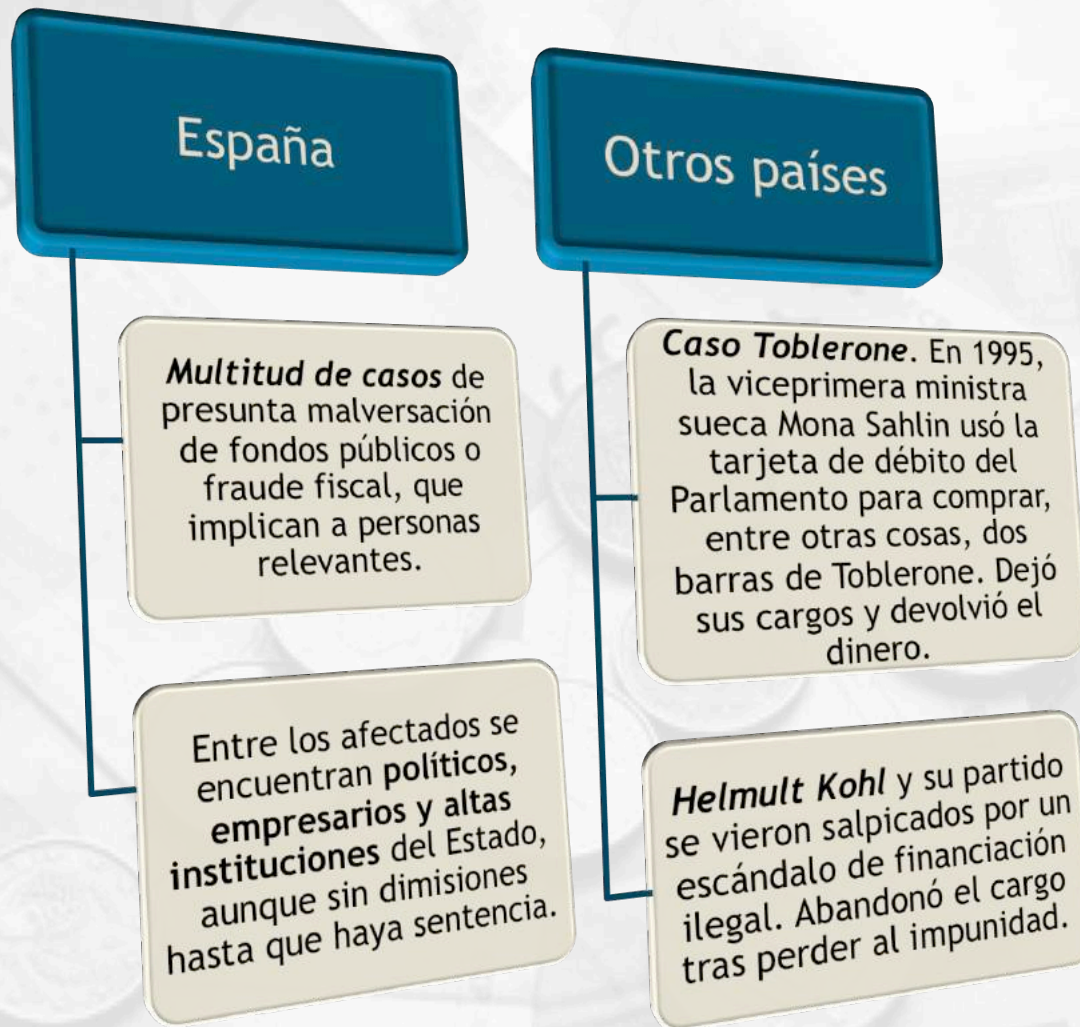 España
Multitud de casos de
presunta malversación
de fondos públicos o
fraude fiscal, que
implican a personas
relevantes.
Entre los afectados se
encuentran políticos,
empresarios y altas
instituciones del Estado,
aunque sin dimisiones
hasta que haya sentencia.
Otros países
Caso Toblerone. En 1995,
la viceprimera ministra
sueca Mona Sahlin usó la
tarjeta de débito del
Parlamento para comprar,
entre otras cosas, dos
barras de Toblerone. Dejó
sus cargos y devolvió el
dinero.
Helmult Kohl y su partido
se vieron salpicados por un
escándalo de financiación
ilegal. Abandonó el cargo
tras perder al impunidad.